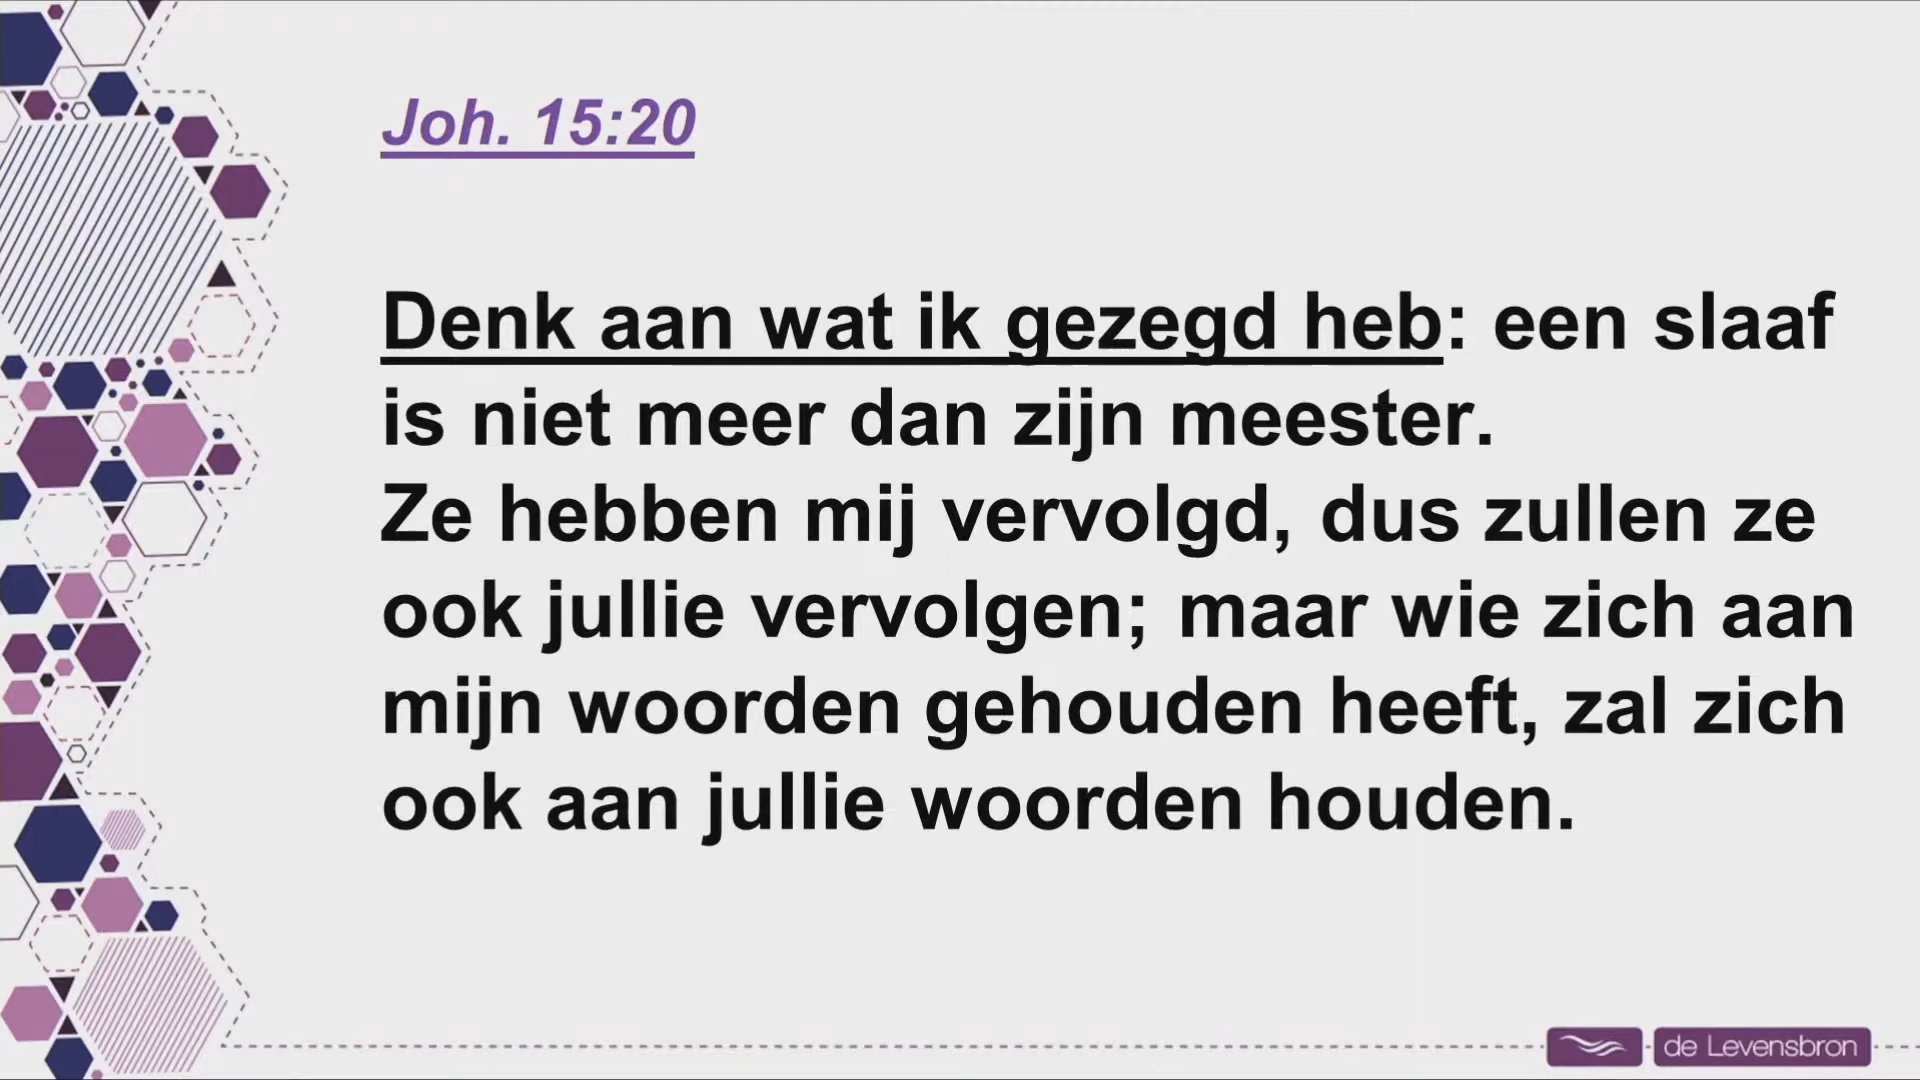 Joh. 15:20
Denk aan wat ik gezegd heb: een slaaf
is niet meer dan zijn meester.
Ze hebben mij vervolgd, dus zullen ze
ook jullie vervolgen; maar wie zich aan
mijn woorden gehouden heeft, zal zich
ook aan jullie woorden houden.
de Levensbron